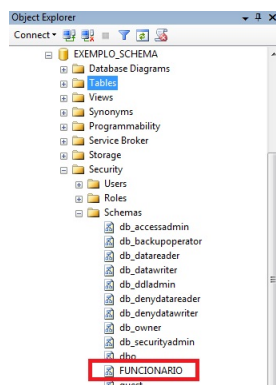 Object Explorer
Connect
EXEMPLO_SCHEMA
Database Diagrams
Tables
Views
Synonyms
Programmability
Service Broker
Storage
Security
Users
Roles
Schemas
db_accessadmin
db_backupoperator
db_datareader
db_datawriter
db_ddladmin
db_denydatareader
db_denydatawriter
db_owner
db_securityadmin
dbo
FUNCIONARIO
guest